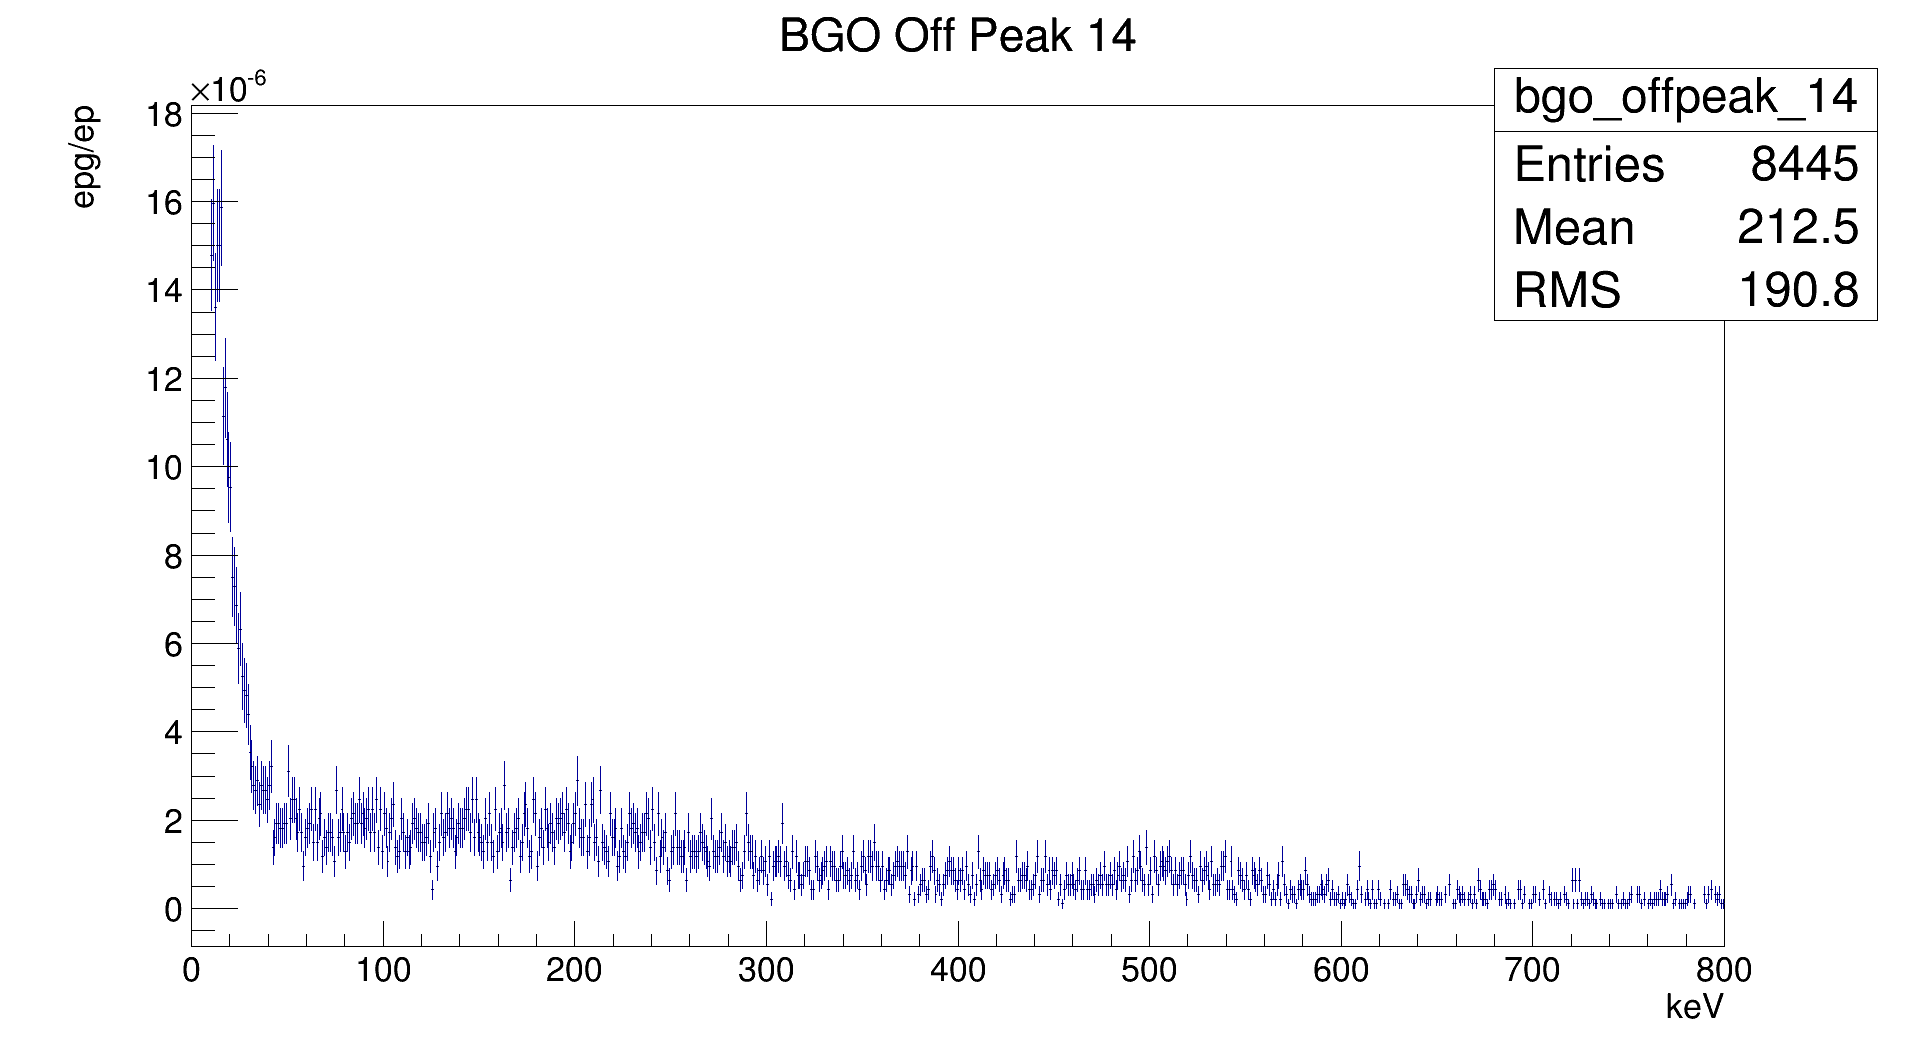 BGO Off Peak 14
×10-6
epg/ep
18
16
14
12
10
8
6
4
2
0
bgo_offpeak_14
Entries 8445
Mean 212.5
RMS 190.8
0 100 200 300 400 500 600 700 800
keV